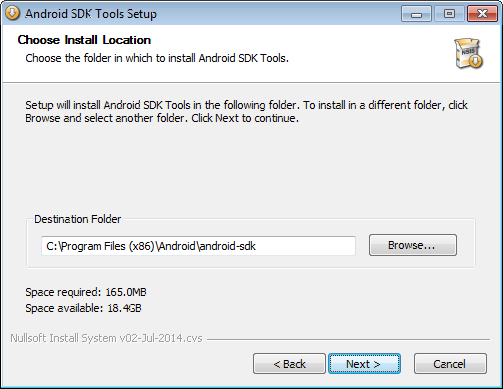 Android SDK Tools Setup
Choose Install Location
Choose the folder in which to install Android SDK Tools.
Setup will install Android SDK Tools in the following folder. To install in a different folder, click
Browse and select another folder. Click Next to continue.
Destination Folder
C:\Program Files (x86)\Android\android-sdk
Browse...
Space required: 165.0MB
Space available: 18.4GB
Nullsoft Install System v02-Jul-2014.cvs
< Back
Next >
Cancel